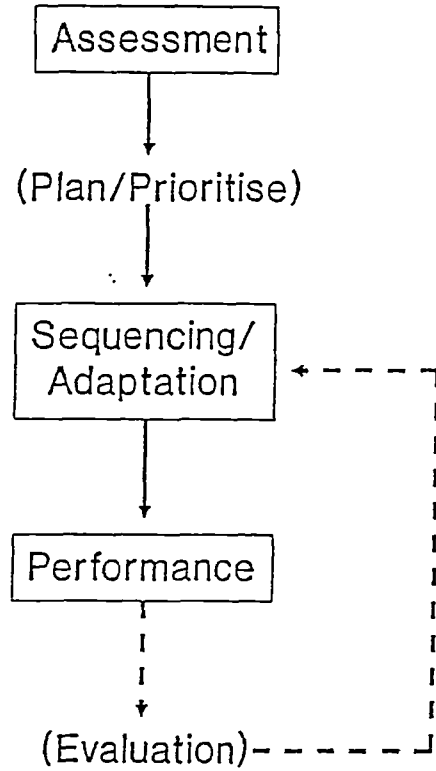 Assessment
(Plan/Prioritise)
Sequencing/
Adaptation
Performance
(Evaluation)